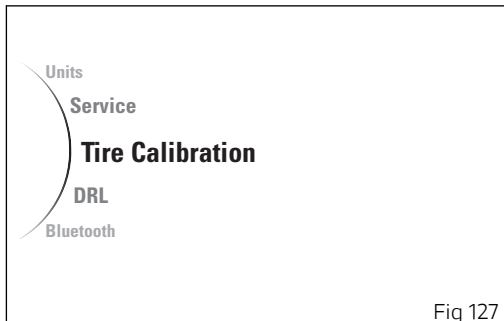 Units
Service
Tire Calibration
DRL
Bluetooth
Fig 127